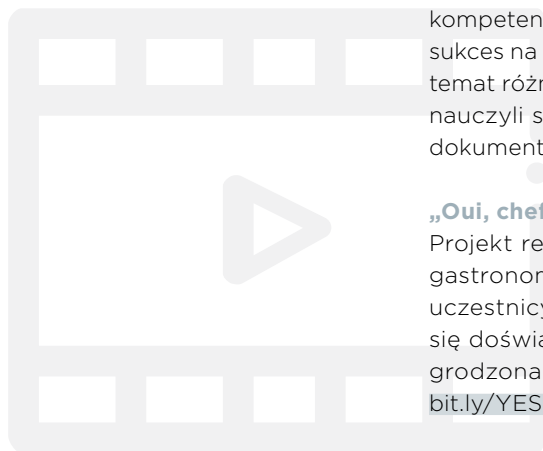 kompeten
sukces na
temat różn
nauczyli s
dokument
„Oui, chef
Projekt re
gastronom
uczestnicy
się doświa
grodzona
bit.ly/YES